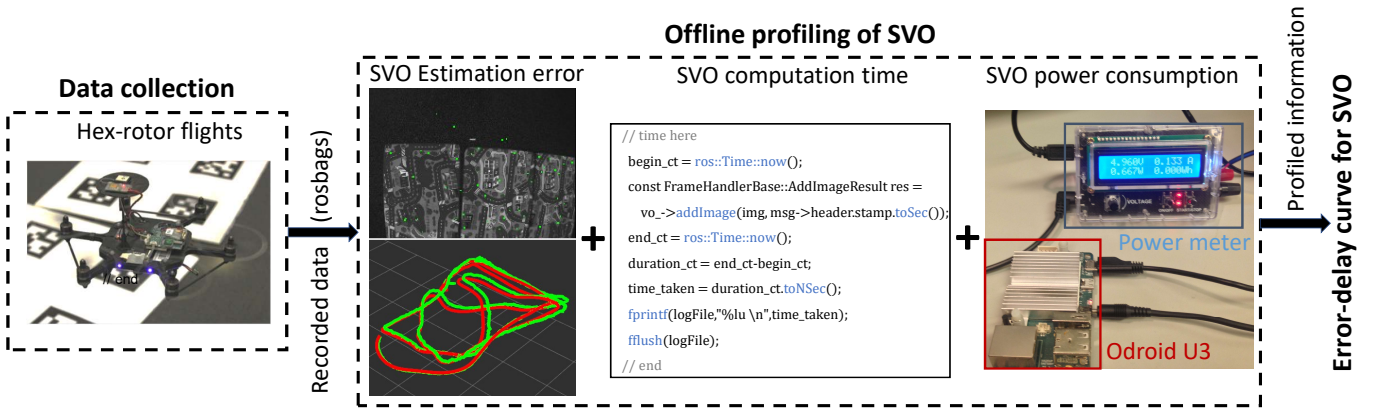 Data collection
Hex-rotor flights
// end
Recorded data (rosbags)
Offline profiling of SVO
SVO Estimation error
SVO computation time
// time here
begin_ct = ros::Time::now();
const FrameHandlerBase::AddImageResult res =
vo_->addImage(img, msg->header.stamp.toSec());
end_ct = ros::Time::now();
duration_ct = end_ct-begin_ct;
time_taken = duration_ct.toNSec();
fprintf(logFile,"%lu \n",time_taken);
fflush(logFile);
// end
SVO power consumption
4.960V 0.133 A
0.667W 0.000Wh
VOLTAGE
Power meter
Odroid U3
Profiled information
Error-delay curve for SVO